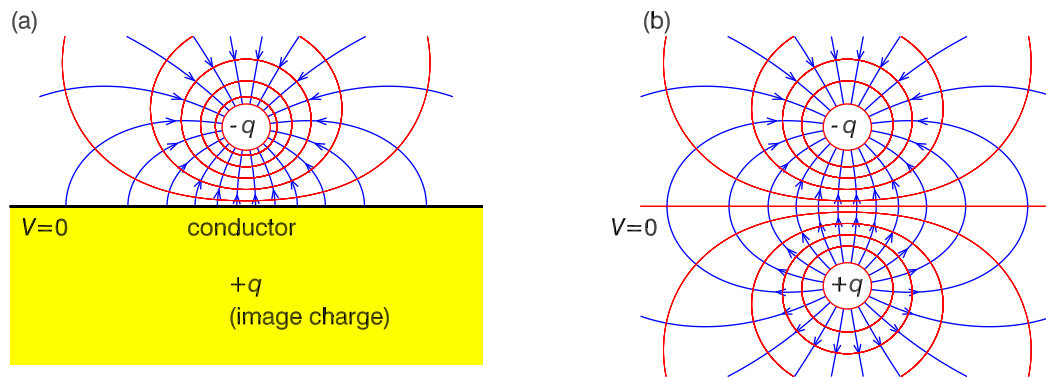 (a)
- q
V=0
conductor
+q
(image charge)
(b)
- q
V=0
+q